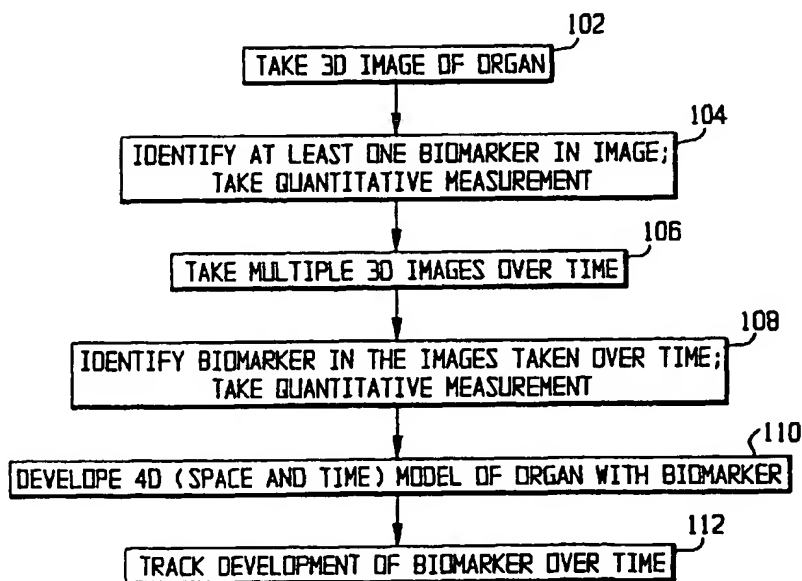 102
TAKE 3D IMAGE OF ORGAN
104
IDENTIFY AT LEAST ONE BIOMARKER IN IMAGE;
TAKE QUANTITATIVE MEASUREMENT
106
TAKE MULTIPLE 3D IMAGES OVER TIME
108
IDENTIFY BIOMARKER IN THE IMAGES TAKEN OVER TIME;
TAKE QUANTITATIVE MEASUREMENT
110
DEVELOPE 4D (SPACE AND TIME) MODEL OF ORGAN WITH BIOMARKER
112
TRACK DEVELOPMENT OF BIOMARKER OVER TIME